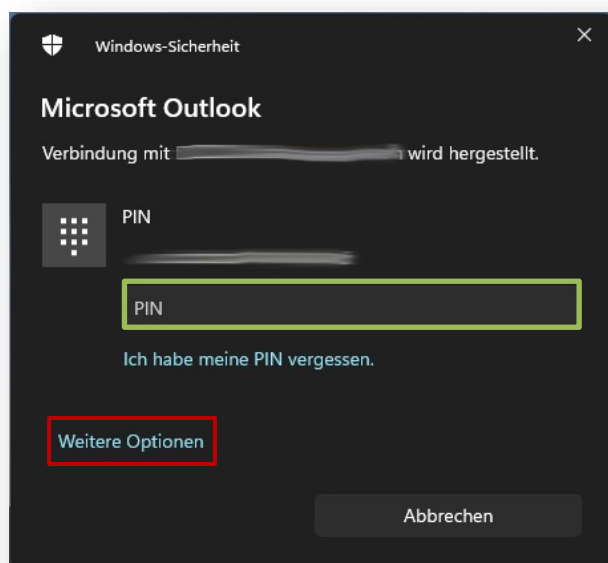 Windows-Sicherheit
Microsoft Outlook
Verbindung mit wird hergestellt.
PIN
PIN
Ich habe meine PIN vergessen.
Weitere Optionen
Abbrechen